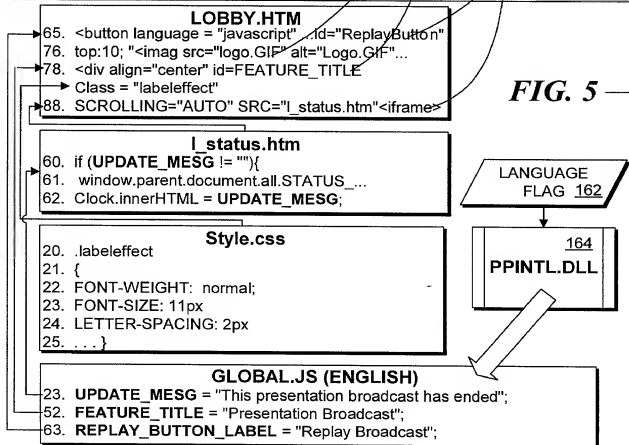 LOBBY.HTM
65. <button language = "javascript" ...id="ReplayButton"
76. top:10; "<imag src="logo.GIF" alt="Logo.GIF"...
78. <div align="center" id=FEATURE_TITLE
Class = "labeleffect"
88. SCROLLING="AUTO" SRC="l_status.htm"<iframe>
FIG. 5
l_status.htm
60. if (UPDATE_MESG != ""){
61. window.parent.document.all.STATUS_...
62. Clock.innerHTML = UPDATE_MESG;
LANGUAGE
FLAG 162
Style.css
20. .labeleffect
21. {
22. FONT-WEIGHT: normal;
23. FONT-SIZE: 11px
24. LETTER-SPACING: 2px
25. . . . }
164
PPINTL.DLL
GLOBAL.JS (ENGLISH)
23. UPDATE_MESG = "This presentation broadcast has ended";
52. FEATURE_TITLE = "Presentation Broadcast";
63. REPLAY_BUTTON_LABEL = "Replay Broadcast";